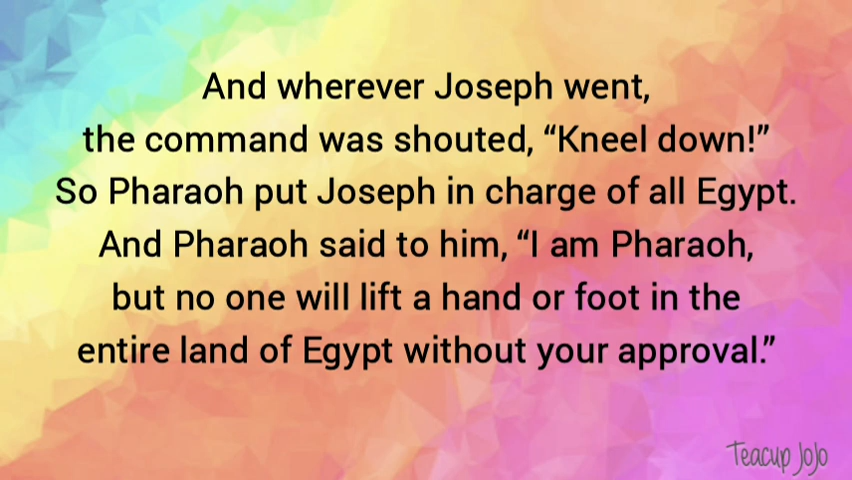 And wherever Joseph went,
the command was shouted, “Kneel down!”
So Pharaoh put Joseph in charge of all Egypt.
And Pharaoh said to him, “I am Pharaoh,
but no one will lift a hand or foot in the
entire land of Egypt without your approval.”
Teacup JoJo